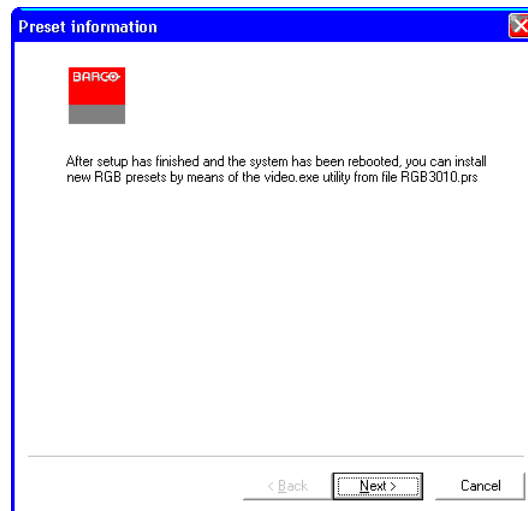 Preset information
BARCO
After setup has finished and the system has been rebooted, you can install
new RGB presets by means of the video.exe utility from file RGB3010.prs
< Back
Next >
Cancel